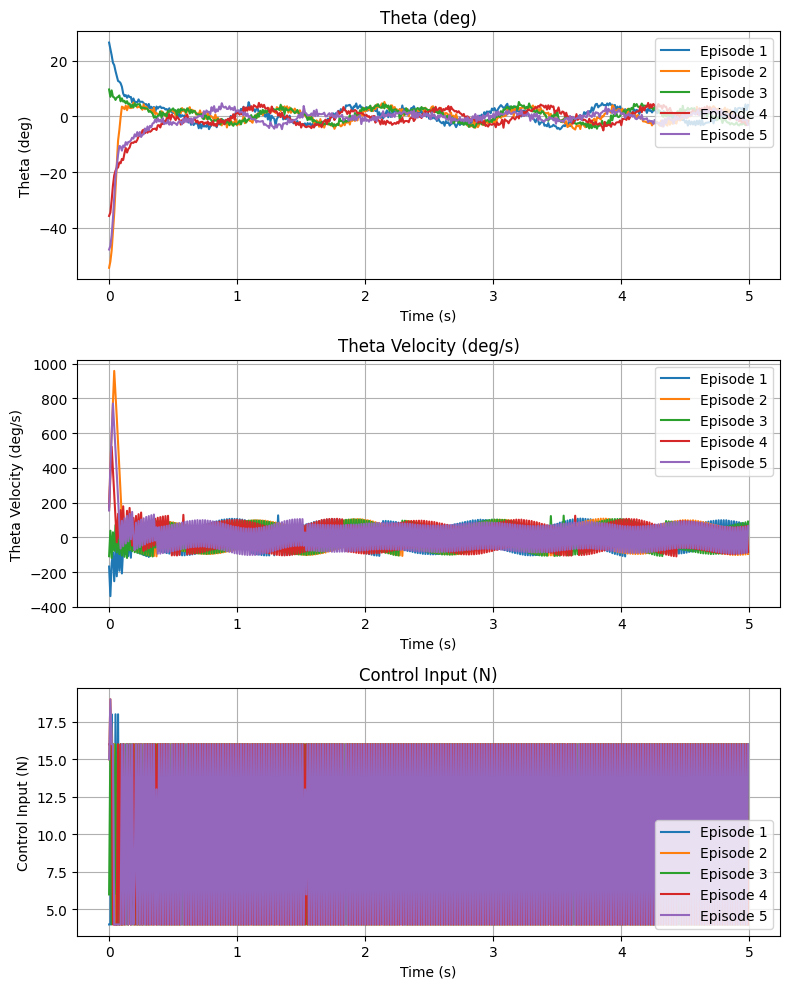 Theta (deg)
Theta (deg)
20
0
−20
−40
0 1 2 3 4 5
Time (s)
Episode 1
Episode 2
Episode 3
Episode 4
Episode 5
Theta Velocity (deg/s)
Theta Velocity (deg/s)
1000
800
600
400
200
0
−200
−400
0 1 2 3 4 5
Time (s)
Episode 1
Episode 2
Episode 3
Episode 4
Episode 5
Control Input (N)
Control Input (N)
17.5
15.0
12.5
10.0
7.5
5.0
0 1 2 3 4 5
Time (s)
Episode 1
Episode 2
Episode 3
Episode 4
Episode 5